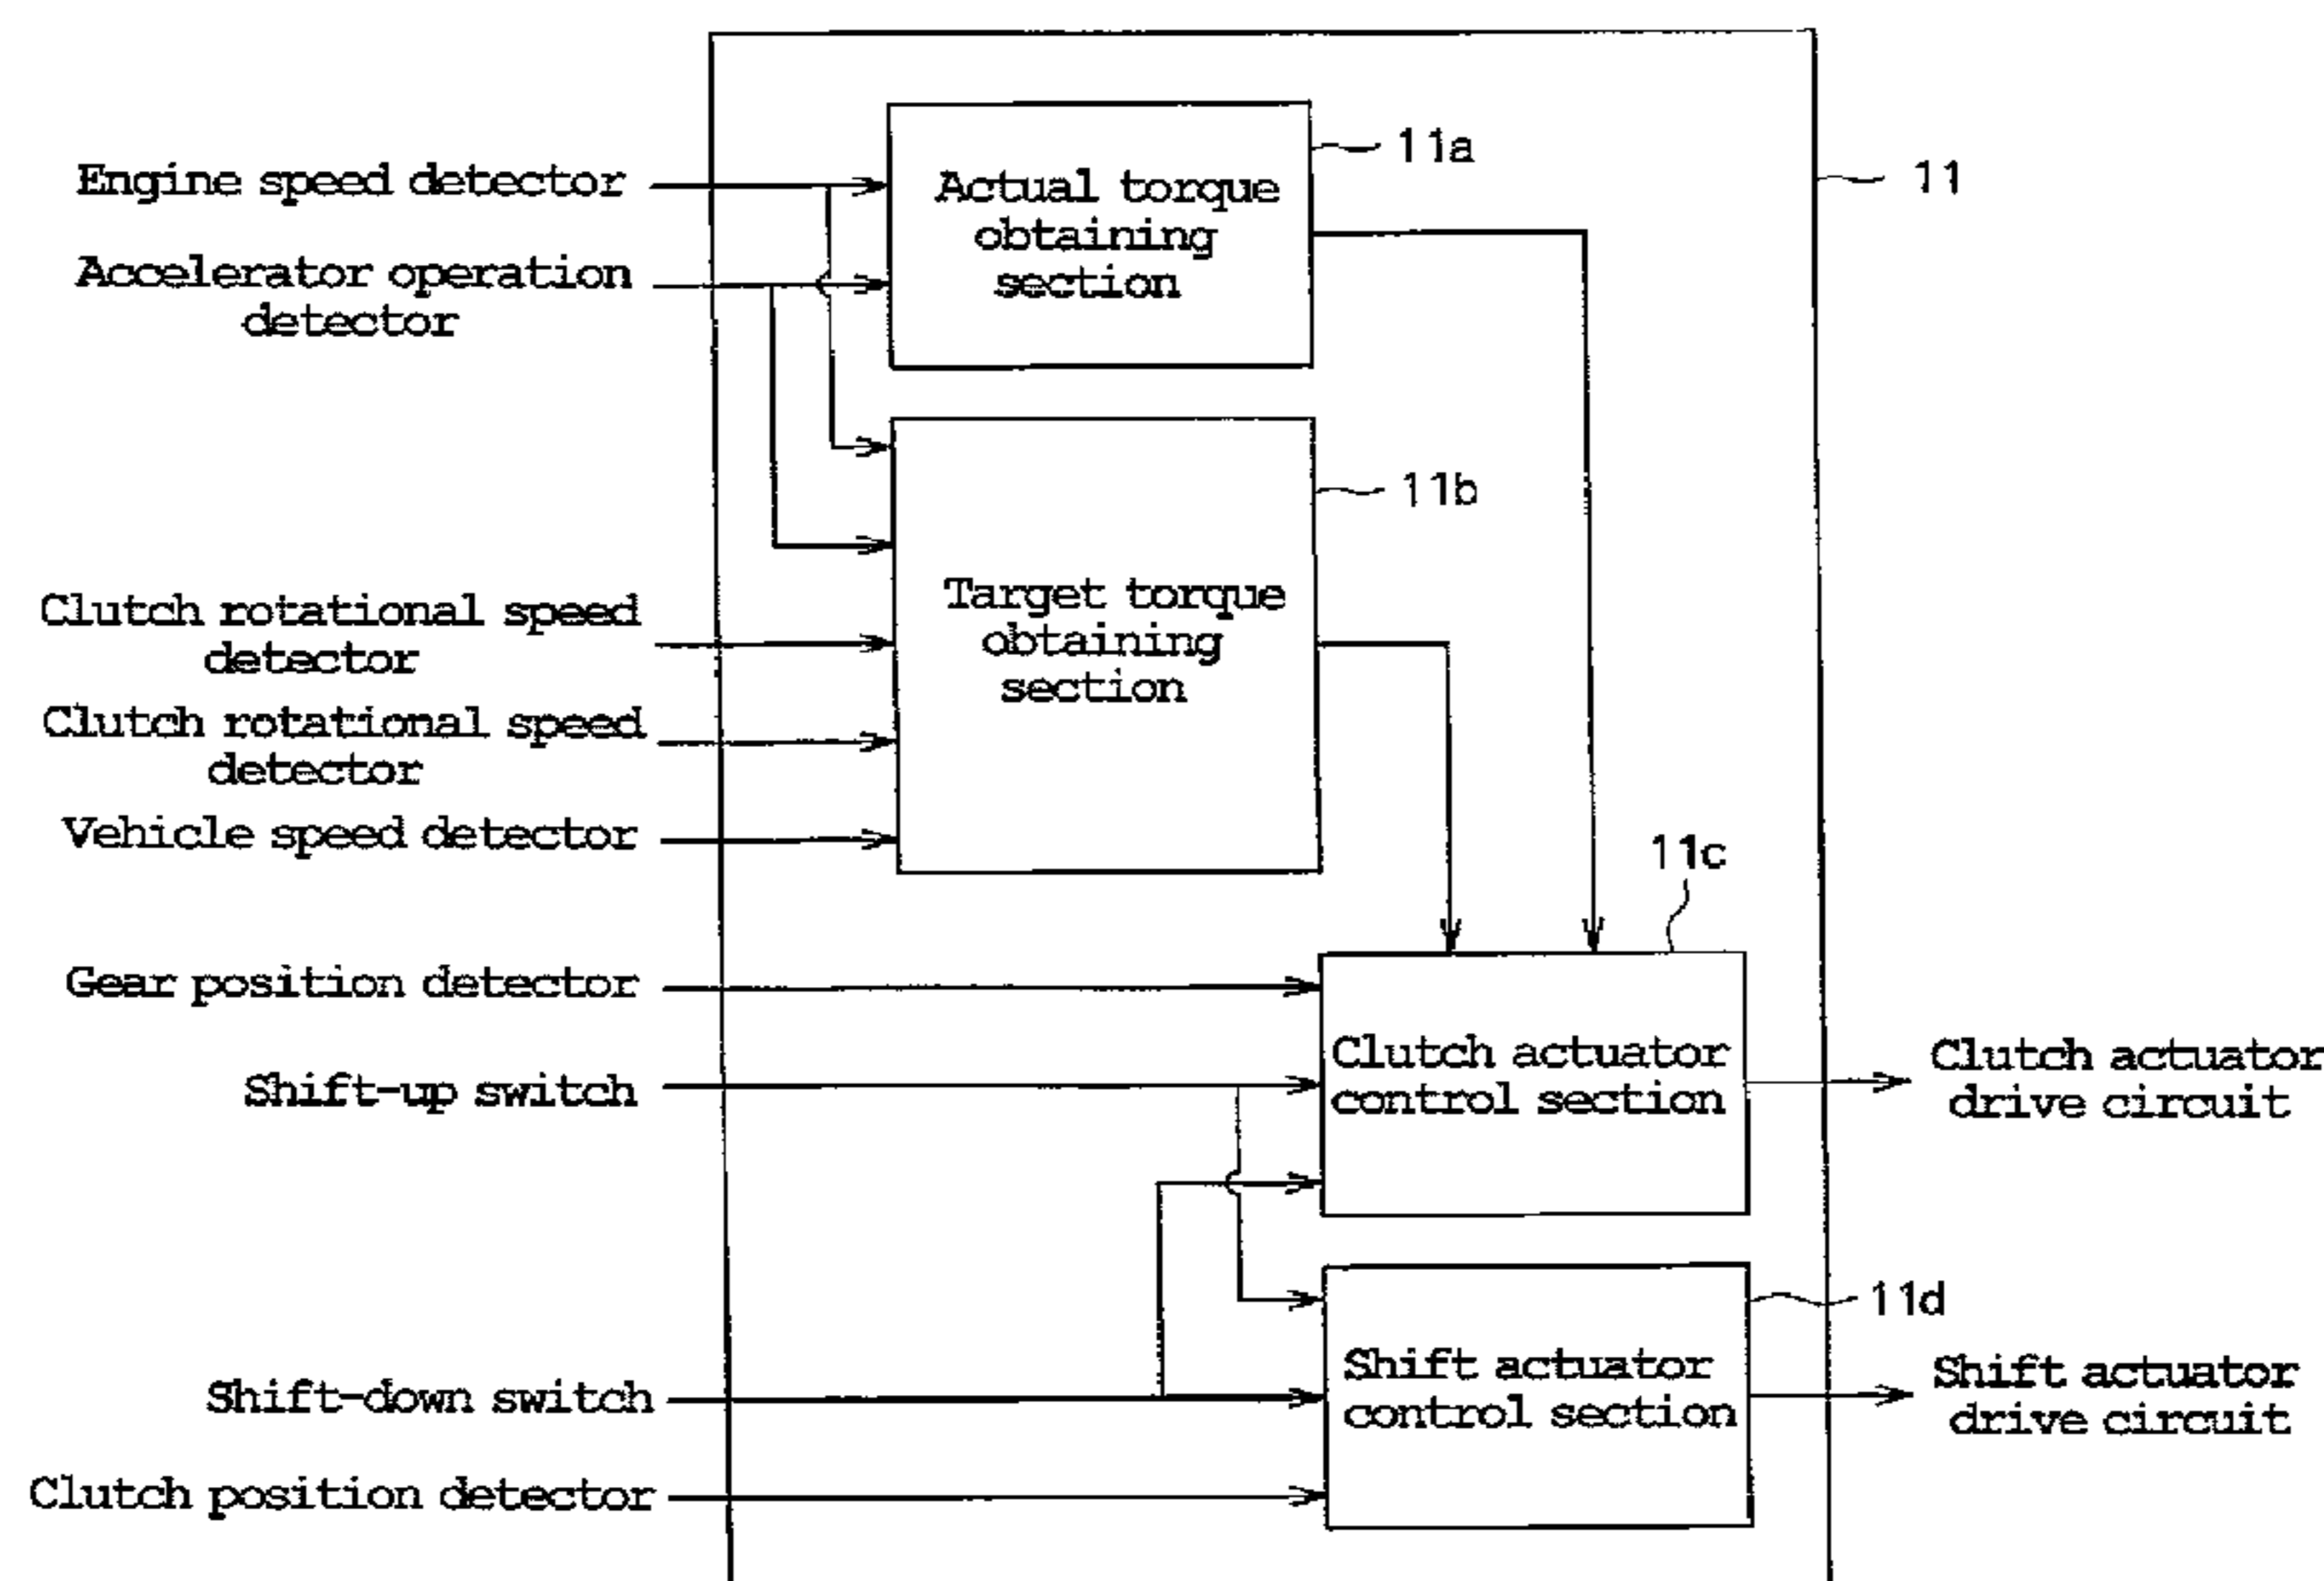 Engine speed detector
Accelerator operation
detector
Actual torque
obtaining
section
11a
11
Clutch rotational speed
detector
Clutch rotational speed
detector
Vehicle speed detector
Target torque
obtaining
section
11b
11c
Gear position detector
Shift-up switch
Clutch actuator
control section
Clutch actuator
drive circuit
11d
Shift-down switch
Clutch position detector
Shift actuator
control section
Shift actuator
drive circuit